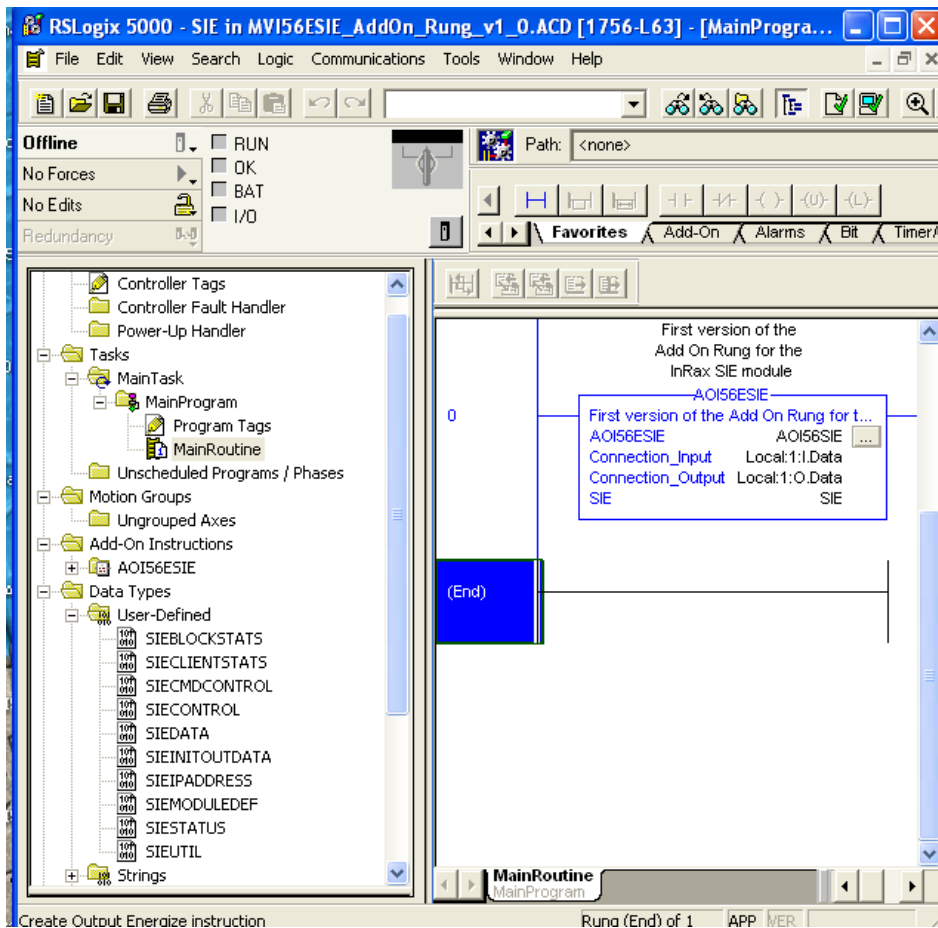 RSLogix 5000 - SIE in MVI56ESIE_AddOn_Rung_v1_0.ACD [1756-L63] - [MainProgra...
File Edit View Search Logic Communications Tools Window Help
Offline
RUN
No Forces
OK
No Edits
BAT
I/O
Redundancy
Path: <none>
Favorites Add-On Alarms Bit Timer/
Controller Tags
Controller Fault Handler
Power-Up Handler
Tasks
MainTask
MainProgram
Program Tags
MainRoutine
Unscheduled Programs / Phases
Motion Groups
Ungrouped Axes
Add-On Instructions
AOI56ESIE
Data Types
User-Defined
SIEBLOCKSTATS
SIECLIENTSTATS
SIECMDCONTROL
SIECONTROL
SIEDATA
SIEINITOUTDATA
SIEIPADDRESS
SIEMODULEDEF
SIESTATUS
SIEUTIL
Strings
First version of the
Add On Rung for the
InRax SIE module
AOI56ESIE
0
First version of the Add On Rung for t...
AOI56ESIE AOI56SIE ...
Connection_Input Local:1:I.Data
Connection_Output Local:1:O.Data
SIE SIE
(End)
MainRoutine
MainProgram
Create Output Energize instruction
Rung (End) of 1 APP VER